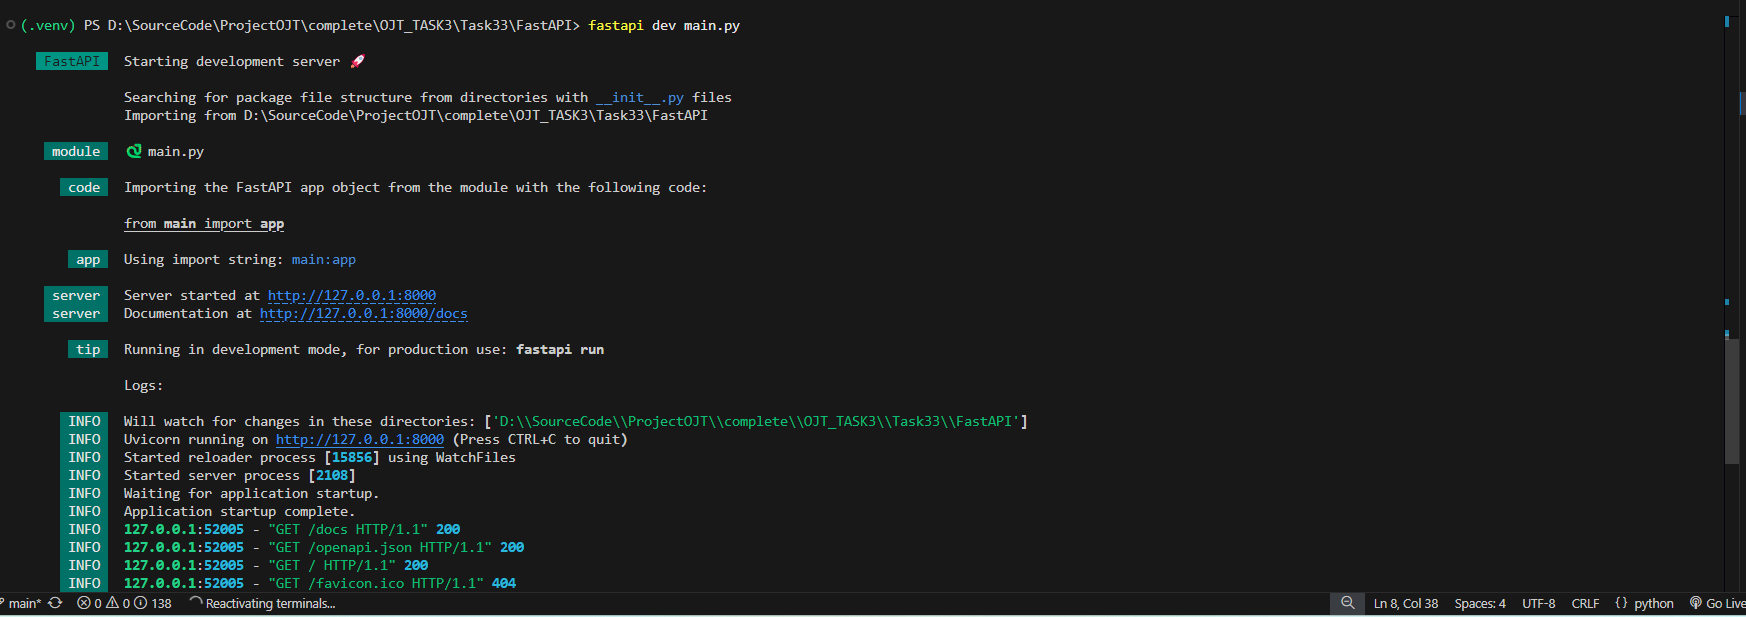 (.venv) PS D:\SourceCode\ProjectOJT\complete\OJT_TASK3\Task33\FastAPI> fastapi dev main.py
FastAPI Starting development server 🚀
Searching for package file structure from directories with __init__.py files
Importing from D:\SourceCode\ProjectOJT\complete\OJT_TASK3\Task33\FastAPI
module 🐍 main.py
code Importing the FastAPI app object from the module with the following code:
from main import app
app Using import string: main:app
server Server started at http://127.0.0.1:8000
server Documentation at http://127.0.0.1:8000/docs
tip Running in development mode, for production use: fastapi run
Logs:
INFO Will watch for changes in these directories: ['D:\\SourceCode\\ProjectOJT\\complete\\OJT_TASK3\\Task33\\FastAPI']
INFO Uvicorn running on http://127.0.0.1:8000 (Press CTRL+C to quit)
INFO Started reloader process [15856] using WatchFiles
INFO Started server process [2108]
INFO Waiting for application startup.
INFO Application startup complete.
INFO 127.0.0.1:52005 - "GET /docs HTTP/1.1" 200
INFO 127.0.0.1:52005 - "GET /openapi.json HTTP/1.1" 200
INFO 127.0.0.1:52005 - "GET / HTTP/1.1" 200
INFO 127.0.0.1:52005 - "GET /favicon.ico HTTP/1.1" 404
main* 0 0 138 Reactivating terminals... Ln 8, Col 38 Spaces: 4 UTF-8 CRLF {} python Go Live